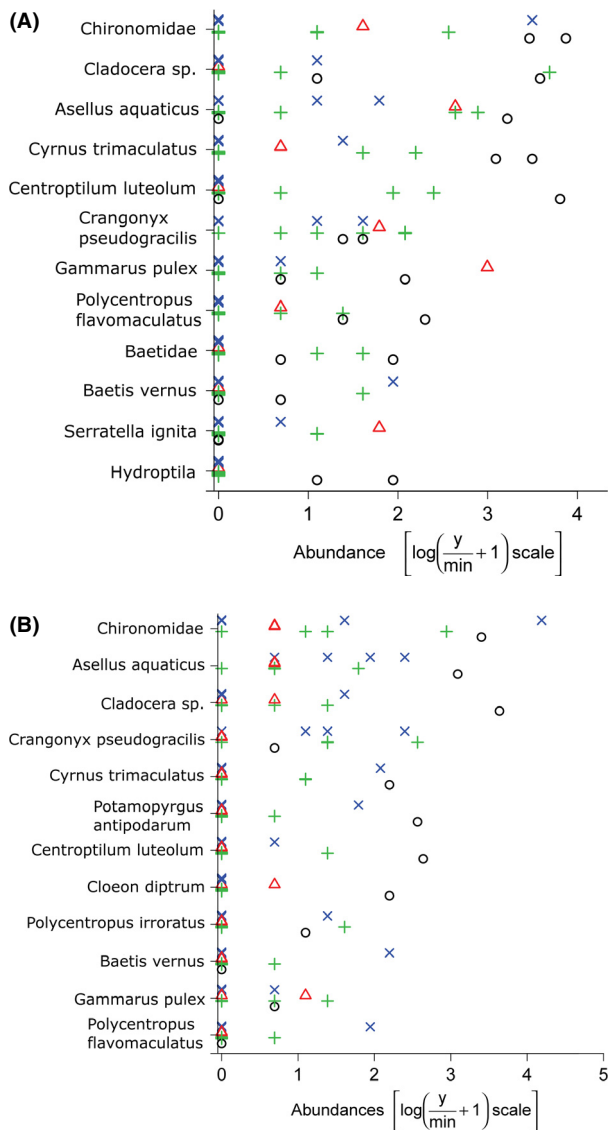 (A)
Chironomidae
Cladocera sp.
Asellus aquaticus
Cyrnus trimaculatus
Centroptilum luteolum
Crangonyx
pseudogracilis
Gammarus pulex
Polycentropus
flavomaculatus
Baetidae
Baetis vernus
Serratella ignita
Hydroptila
0 1 2 3 4
Abundance [log(y/min + 1) scale]
(B)
Chironomidae
Asellus aquaticus
Cladocera sp.
Crangonyx pseudogracilis
Cyrnus trimaculatus
Potamopyrgus
antipodarum
Centroptilum luteolum
Cloeon diptrum
Polycentropus irroratus
Baetis vernus
Gammarus pulex
Polycentropus
flavomaculatus
0 1 2 3 4 5
Abundances [log(y/min + 1) scale]